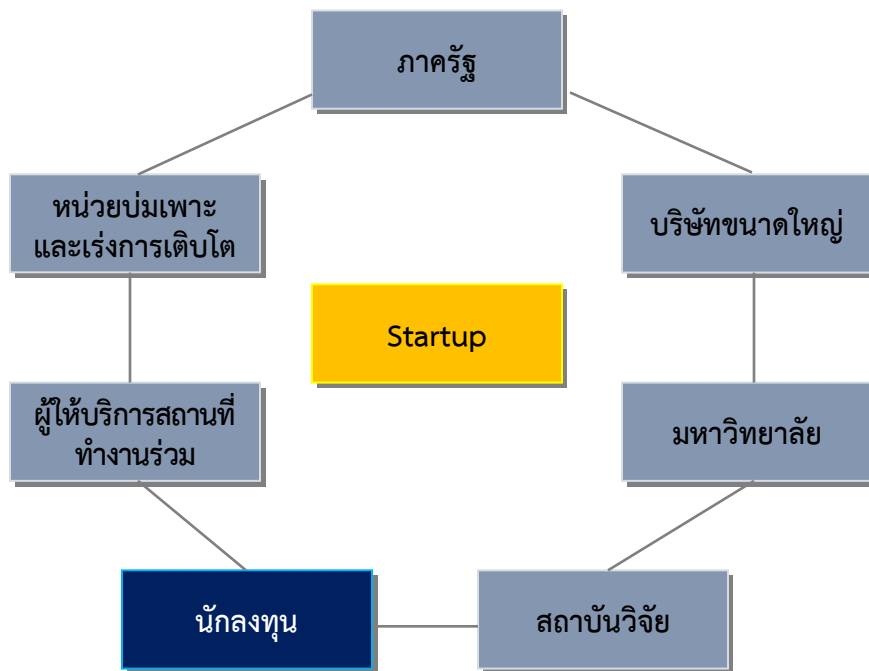 ภาครัฐ
หน่วยบ่มเพาะ
และเร่งการเติบโต
บริษัทขนาดใหญ่
Startup
ผู้ให้บริการสถานที่
ทำงานร่วม
มหาวิทยาลัย
นักลงทุน
สถาบันวิจัย